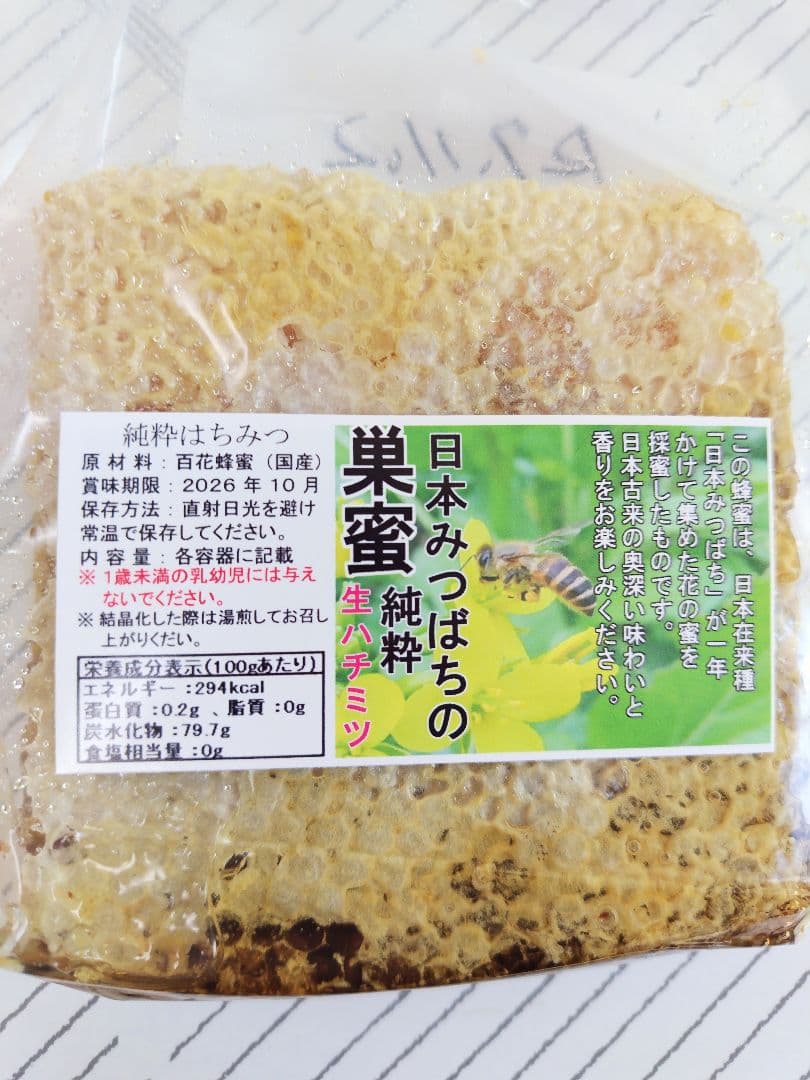 R7.11.2
純粋はちみつ
原材料：百花蜂蜜（国産）
賞味期限：2026年10月
保存方法：直射日光を避け
常温で保存してください。
内容量：各容器に記載
※１歳未満の乳幼児には与え
ないでください。
※結晶化した際は湯煎してお召し
上がりくだい。
栄養成分表示(100gあたり)
エネルギー：294kcal
蛋白質：0.2g、脂質：0g
炭水化物：79.7g
食塩相当量：0g
日本みつばちの
巣蜜純粋
生ハチミツ
この蜂蜜は、日本在来種
「日本みつばち」が一年
かけて集めた花の蜜を
採蜜したものです。
日本古来の奥深い味わいと
香りをお楽しみください。